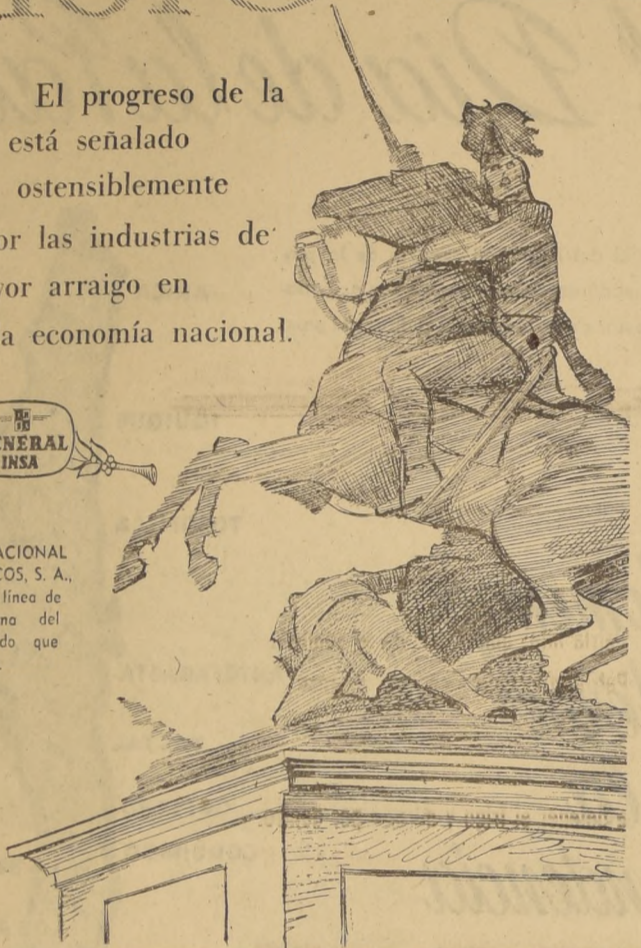 El progreso de la
está señalado
ostensiblemente
or las industrias de
yor arraigo en
a economía nacional.
NERAL
INSA
ACIONAL
COS, S. A.,
línea de
na del
do que